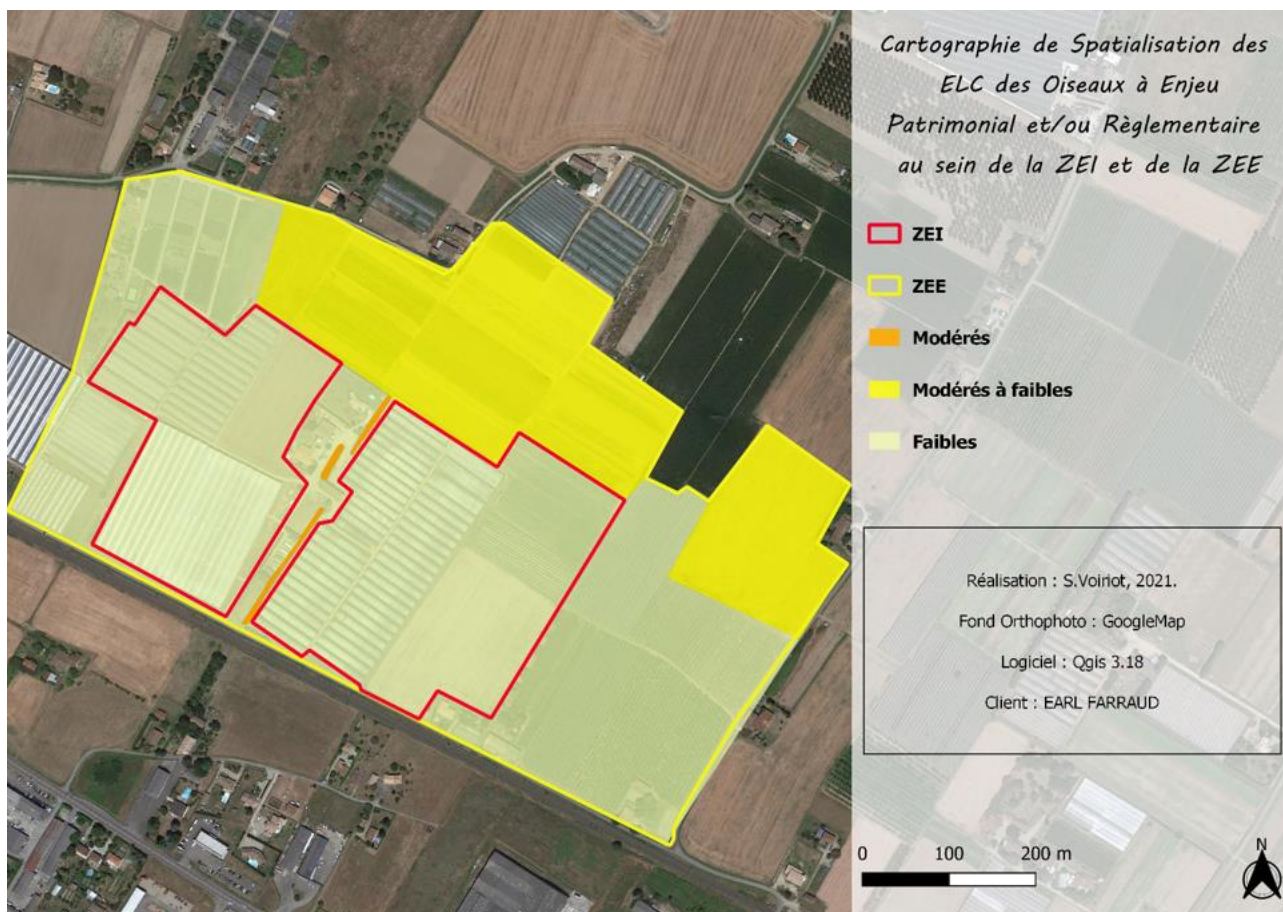 Cartographie de Spatialisation des
ELC des Oiseaux à Enjeu
Patrimonial et/ou Règlementaire
au sein de la ZEI et de la ZEE
ZEI
ZEE
Modérés
Modérés à faibles
Faibles
Réalisation : S.Voiriot, 2021.
Fond Orthophoto : GoogleMap
Logiciel : Qgis 3.18
Client : EARL FARRAUD
0 100 200 m
N